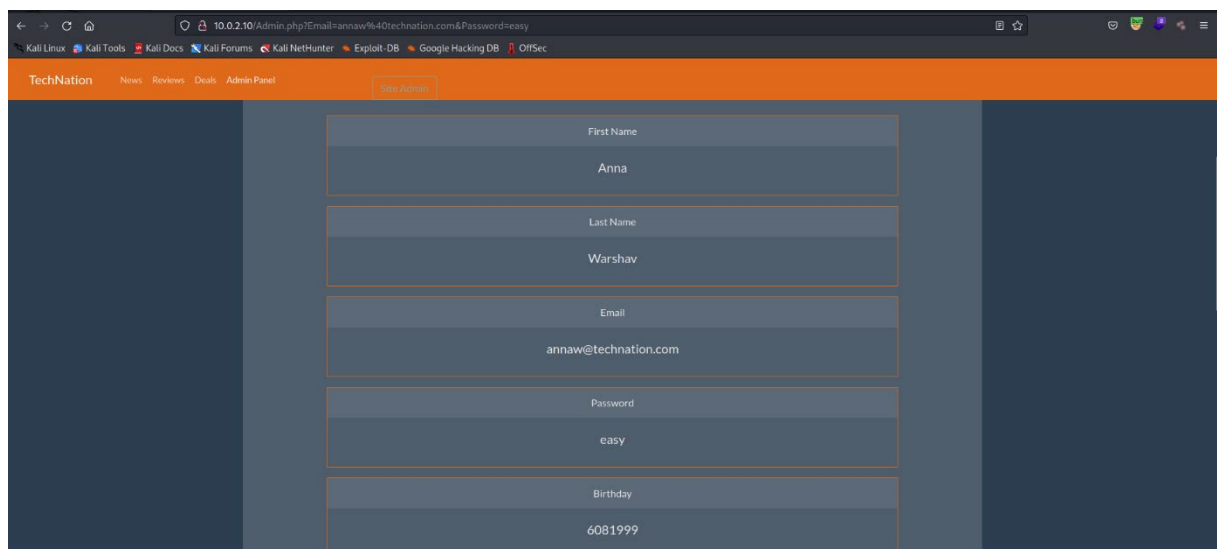 10.0.2.10/Admin.php?Email=annaw%40technation.com&Password=easy
Kali Linux Kali Tools Kali Docs Kali Forums Kali NetHunter Exploit-DB Google Hacking DB OffSec
TechNation News Reviews Deals Admin Panel Site Admin
First Name
Anna
Last Name
Warshav
Email
annaw@technation.com
Password
easy
Birthday
6081999